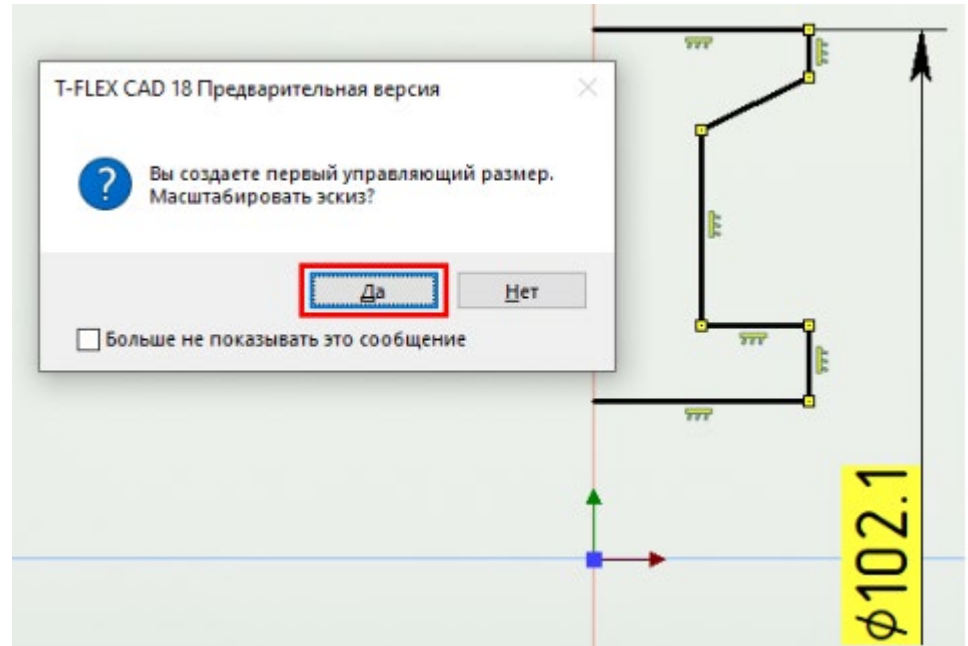 T-FLEX CAD 18 Предварительная версия
Вы создаете первый управляющий размер.
Масштабировать эскиз?
Да
Нет
Больше не показывать это сообщение
ϕ102.1